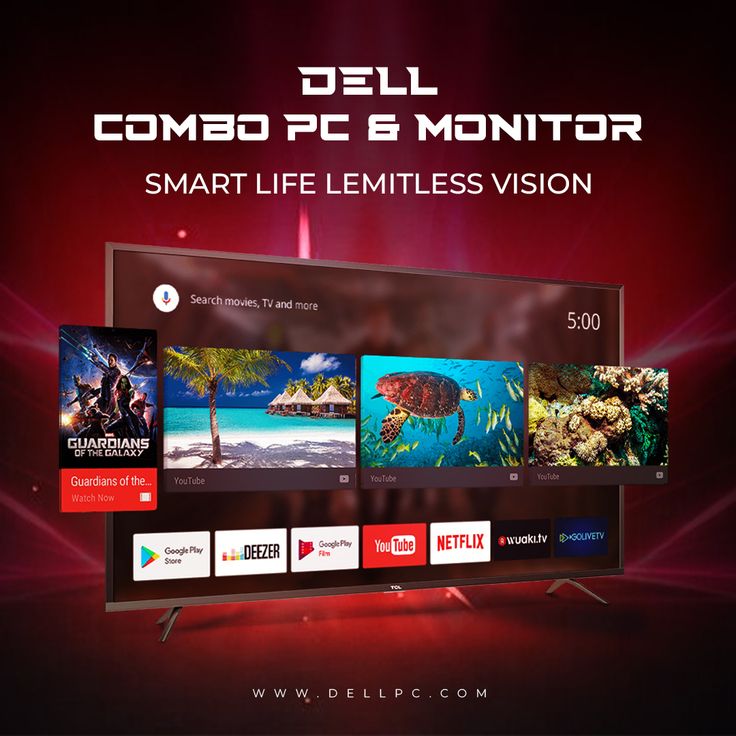 DELL
COMBO PC & MONITOR
SMART LIFE LEMITLESS VISION
Search movies, TV and more
5:00
GUARDIANS
OF THE GALAXY
Guardians of the...
Watch Now
YouTube
YouTube
YouTube
Google Play
Store
DEEZER
Google Play
Film
YouTube
NETFLIX
wuaki.tv
GOLIVETV
TCL
WWW.DELLPC.COM